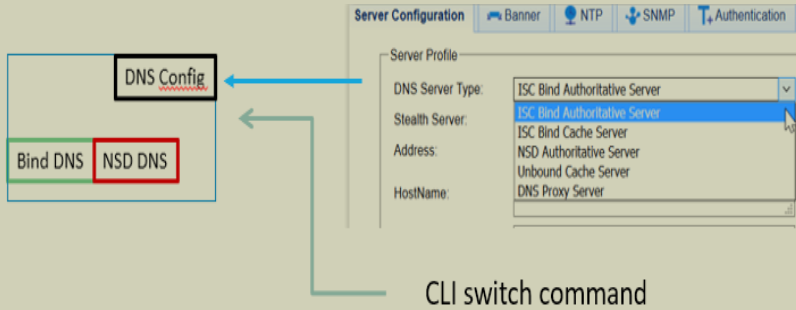 Server Configuration
Banner
NTP
SNMP
Authentication
Server Profile
DNS Server Type:
ISC Bind Authoritative Server
ISC Bind Authoritative Server
ISC Bind Cache Server
NSD Authoritative Server
Unbound Cache Server
DNS Proxy Server
Stealth Server:
Address:
HostName:
DNS Config
Bind DNS
NSD DNS
CLI switch command